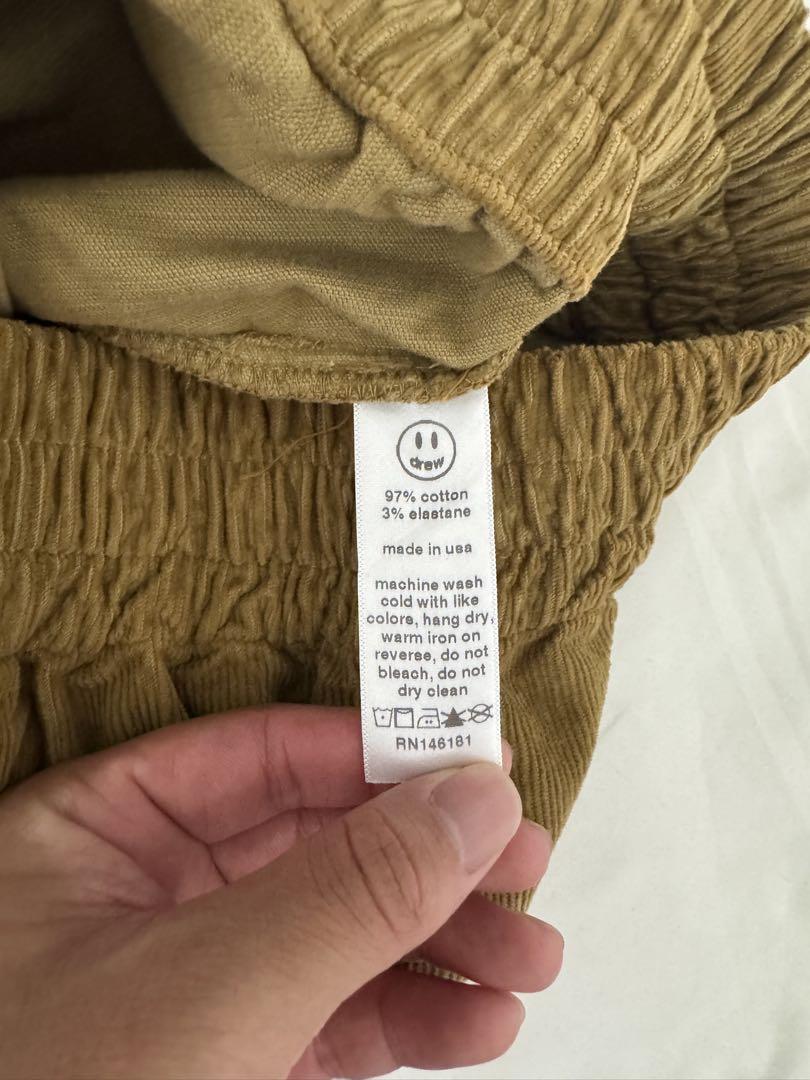 drew
97% cotton
3% elastane
made in usa
machine wash
cold with like
colors, hang dry,
warm iron on
reverse, do not
bleach, do not
dry clean
RN146181